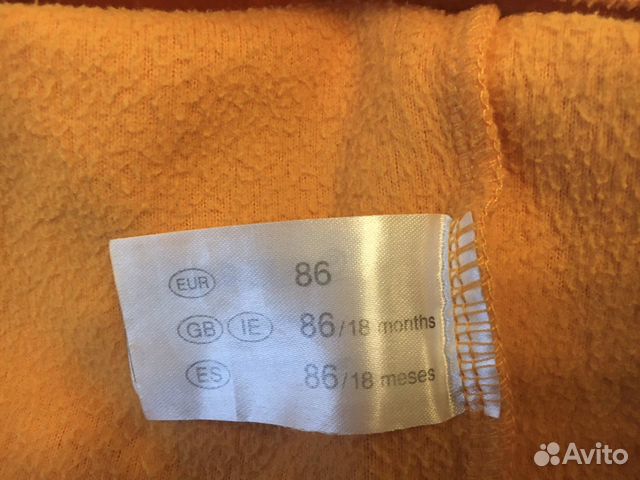 EUR 86
GB IE 86/18 months
ES 86/18 meses
Avito